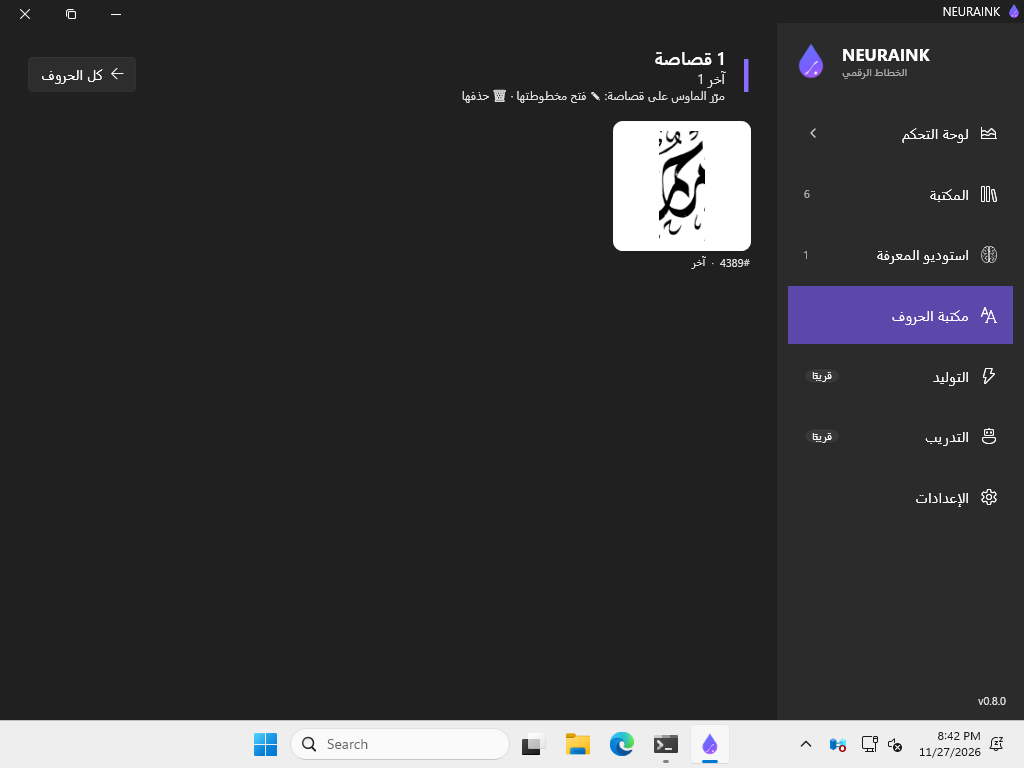 NEURAINK
NEURAINK
الخطاط الرقمي
لوحة التحكم
المكتبة
6
استوديو المعرفة
1
مكتبة الحروف
التوليد
قريبًا
التدريب
قريبًا
الإعدادات
v0.8.0
1 قصاصة
آخر 1
مرّر الماوس على قصاصة: ✎ فتح مخطوطتها · 🗑 حذفها
كل الحروف
#4389 · آخر
Search
8:42 PM
11/27/2026